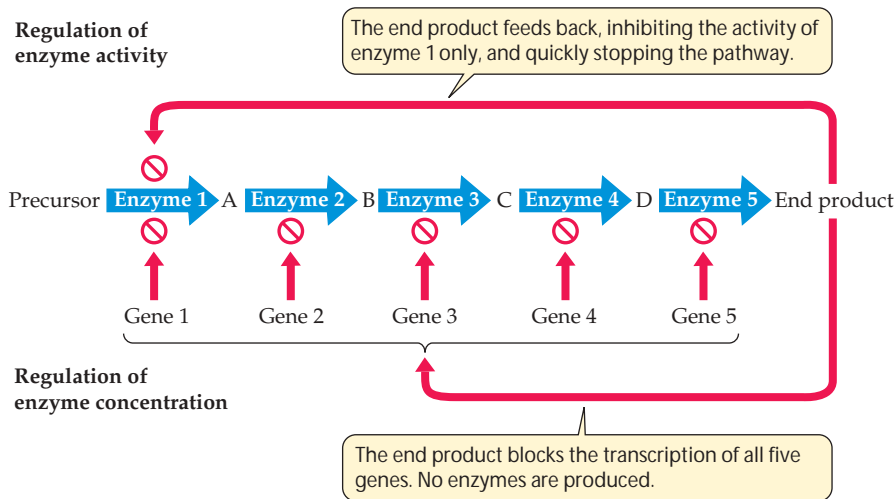 Regulation of
enzyme activity
The end product feeds back, inhibiting the activity of
enzyme 1 only, and quickly stopping the pathway.
Precursor Enzyme 1 A Enzyme 2 B Enzyme 3 C Enzyme 4 D Enzyme 5 End product
Gene 1 Gene 2 Gene 3 Gene 4 Gene 5
Regulation of
enzyme concentration
The end product blocks the transcription of all five
genes. No enzymes are produced.